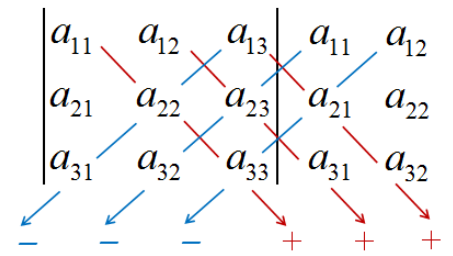 a₁₁ a₁₂ a₁₃ a₁₁ a₁₂
a₂₁ a₂₂ a₂₃ a₂₁ a₂₂
a₃₁ a₃₂ a₃₃ a₃₁ a₃₂
− − − + + +